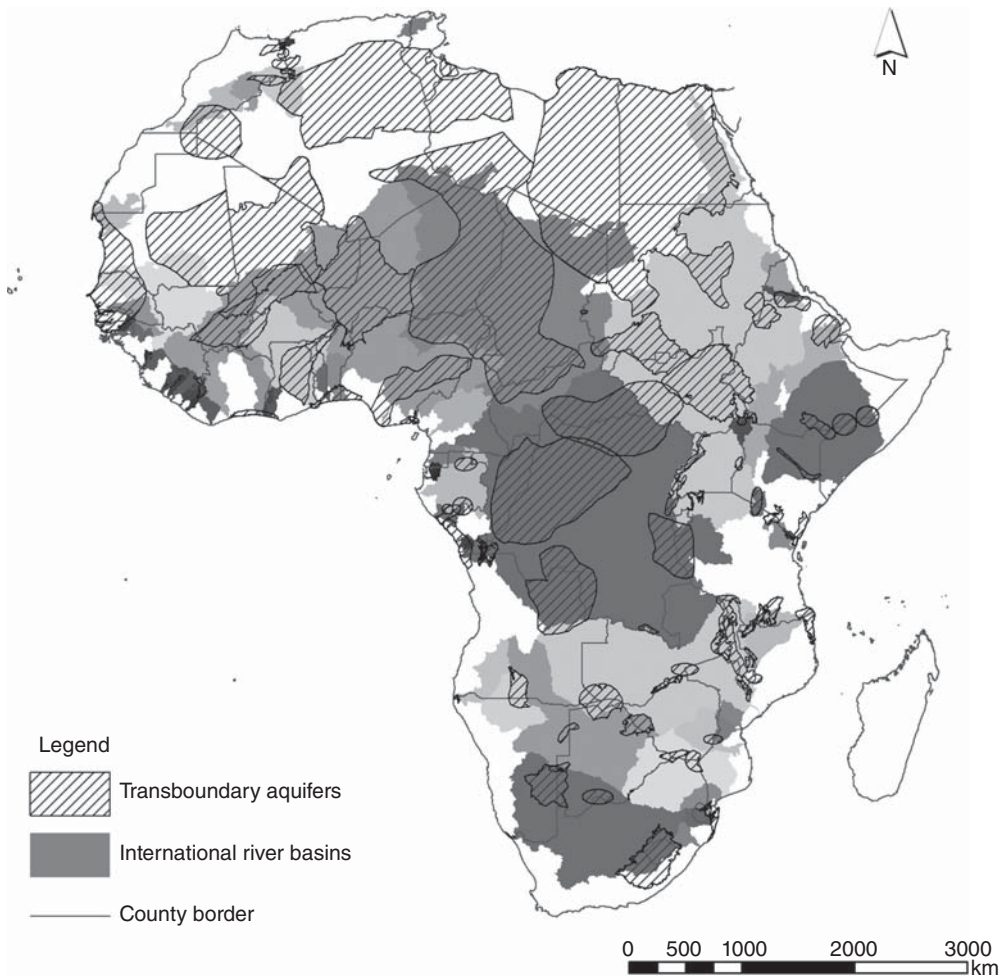 N
Legend
Transboundary aquifers
International river basins
County border
0 500 1000 2000 3000
km